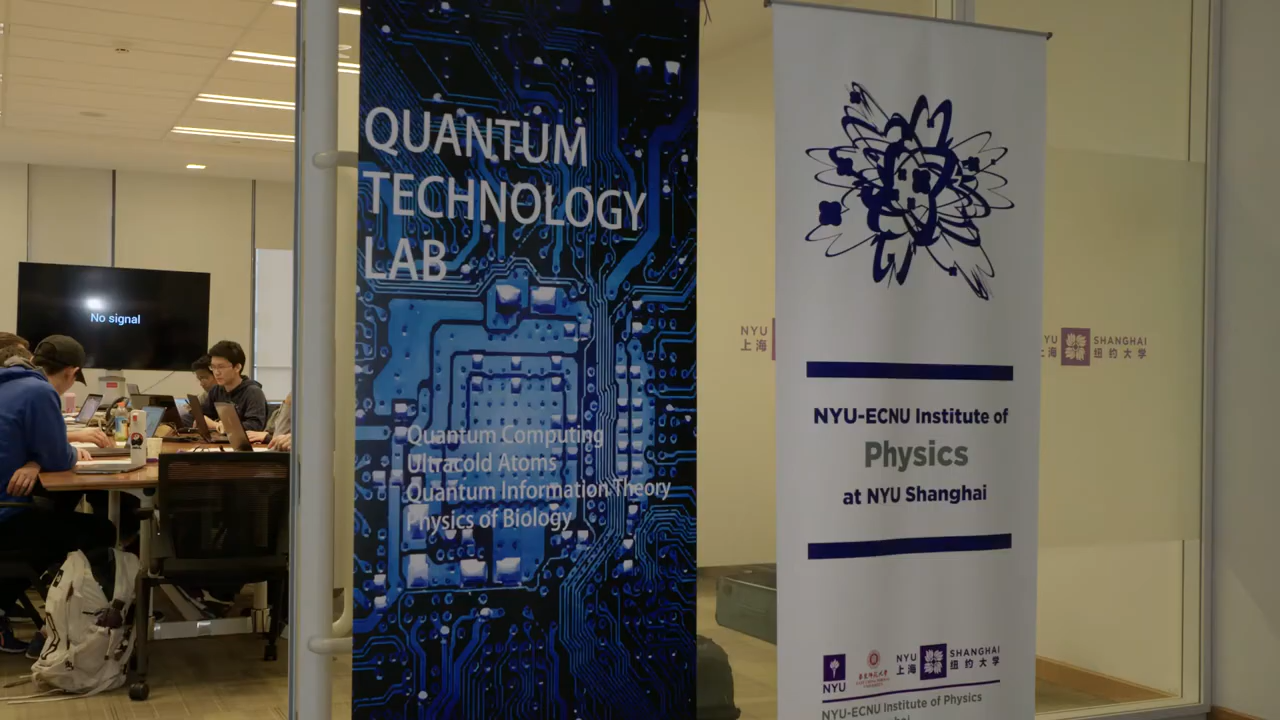 No signal
QUANTUM
TECHNOLOGY
LAB
Quantum Computing
Ultracold Atoms
Quantum Information Theory
Physics of Biology
NYU
上海
NYU-ECNU Institute of
Physics
at NYU Shanghai
YU
海
SHANGHAI
纽约大学
NYU
NYU
上海
SHANGHAI
纽约大学
NYU-ECNU Institute of Physics